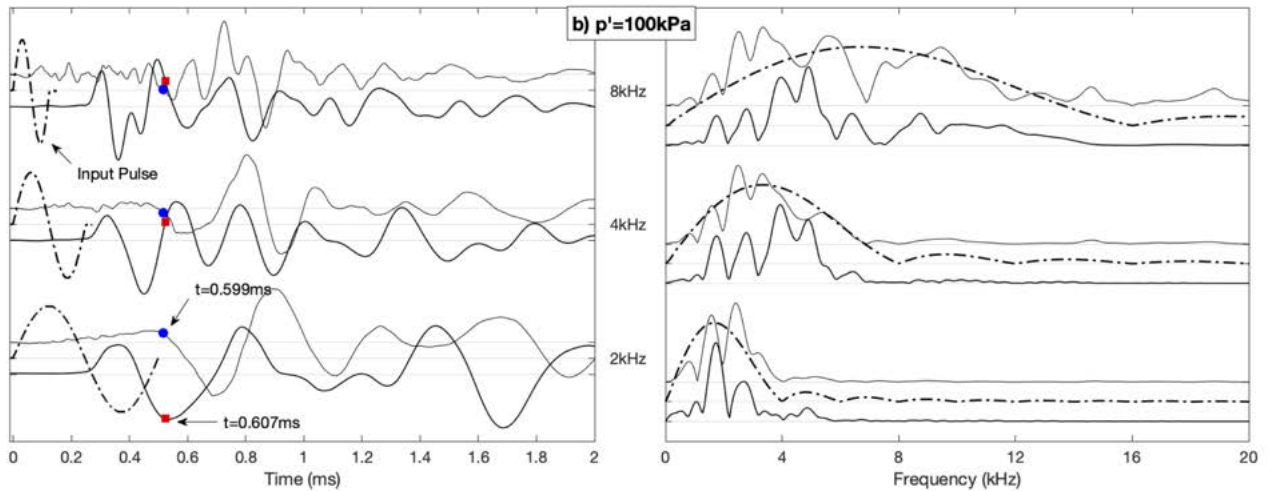 b) p'=100kPa
8kHz
Input Pulse
4kHz
t=0.599ms
2kHz
t=0.607ms
0 0.2 0.4 0.6 0.8 1 1.2 1.4 1.6 1.8 2
Time (ms)
0 4 8 12 16 20
Frequency (kHz)